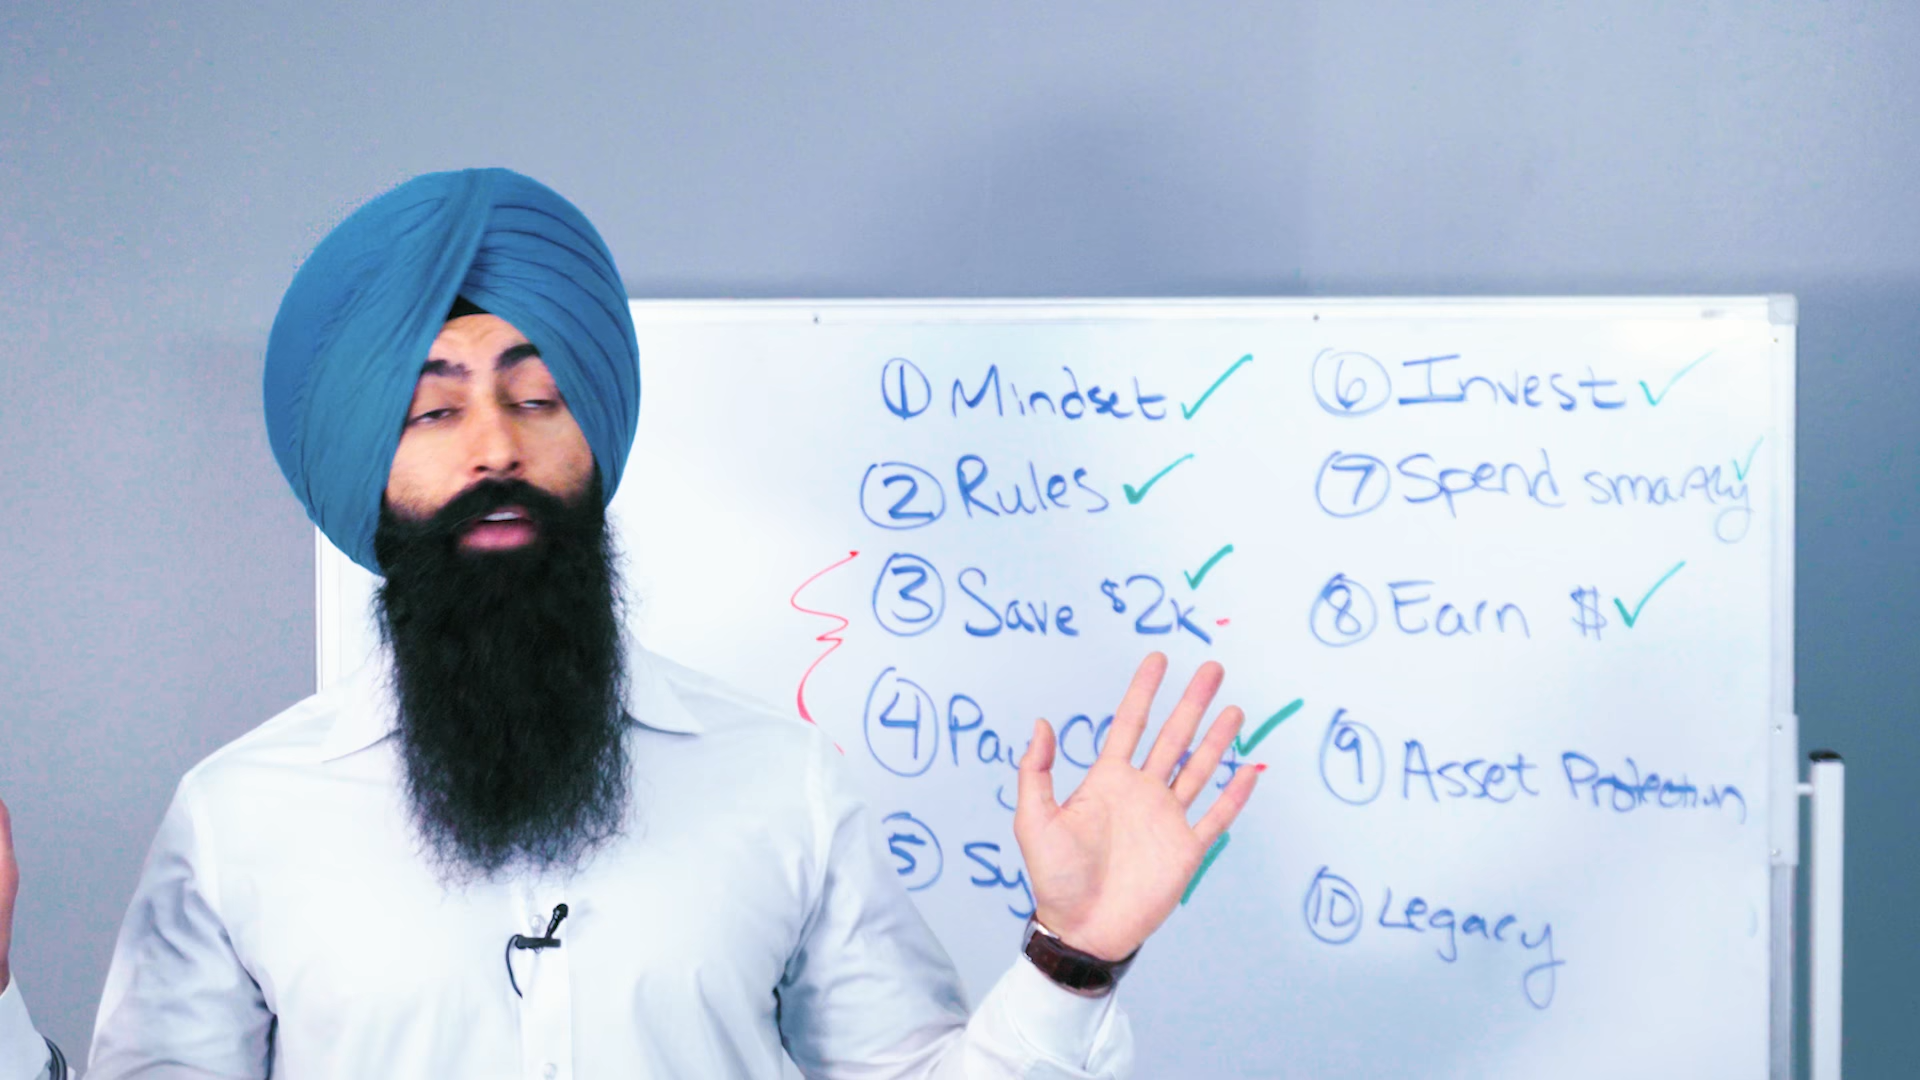 ① Mindset ✓
② Rules ✓
③ Save $2k ✓
④ Pay ✓
⑤
⑥ Invest ✓
⑦ Spend smartly ✓
⑧ Earn $ ✓
⑨ Asset Protection
⑩ Legacy